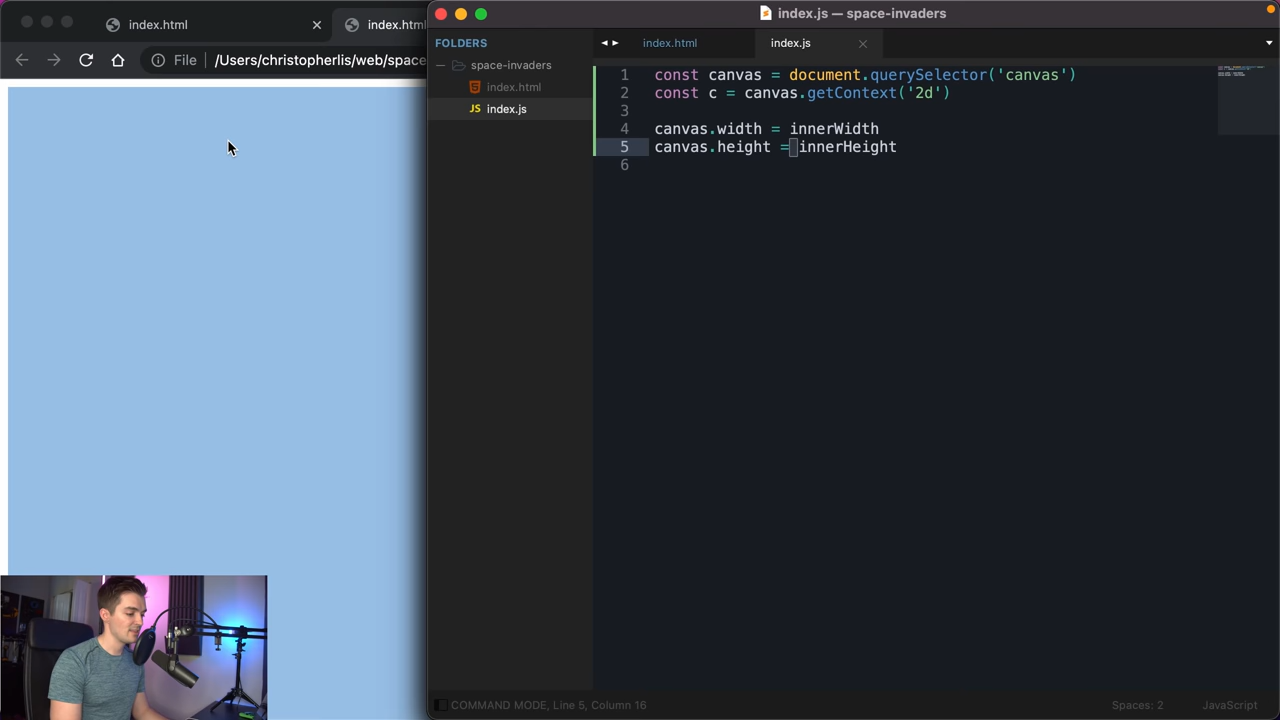 index.html
index.html
File
/Users/christopherlis/web/space
index.js — space-invaders
FOLDERS
space-invaders
index.html
JS index.js
index.html
index.js
1 const canvas = document.querySelector('canvas')
2 const c = canvas.getContext('2d')
3
4 canvas.width = innerWidth
5 canvas.height = innerHeight
6
COMMAND MODE, Line 5, Column 16
Spaces: 2
JavaScript